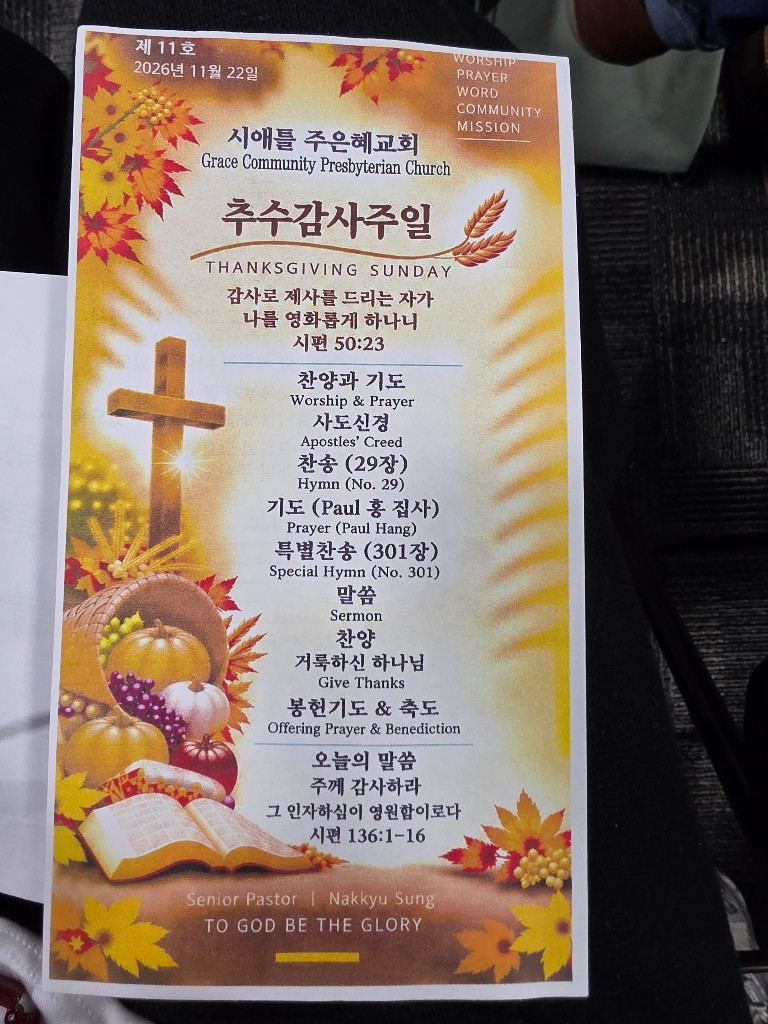 제 11호
2026년 11월 22일
WORSHIP
PRAYER
WORD
COMMUNITY
MISSION
시애틀 주은혜교회
Grace Community Presbyterian Church
추수감사주일
THANKSGIVING SUNDAY
감사로 제사를 드리는 자가
나를 영화롭게 하나니
시편 50:23
찬양과 기도
Worship & Prayer
사도신경
Apostles' Creed
찬송 (29장)
Hymn (No. 29)
기도 (Paul 홍 집사)
Prayer (Paul Hang)
특별찬송 (301장)
Special Hymn (No. 301)
말씀
Sermon
찬양
거룩하신 하나님
Give Thanks
봉헌기도 & 축도
Offering Prayer & Benediction
오늘의 말씀
주께 감사하라
그 인자하심이 영원함이로다
시편 136:1-16
Senior Pastor | Nakkyu Sung
TO GOD BE THE GLORY